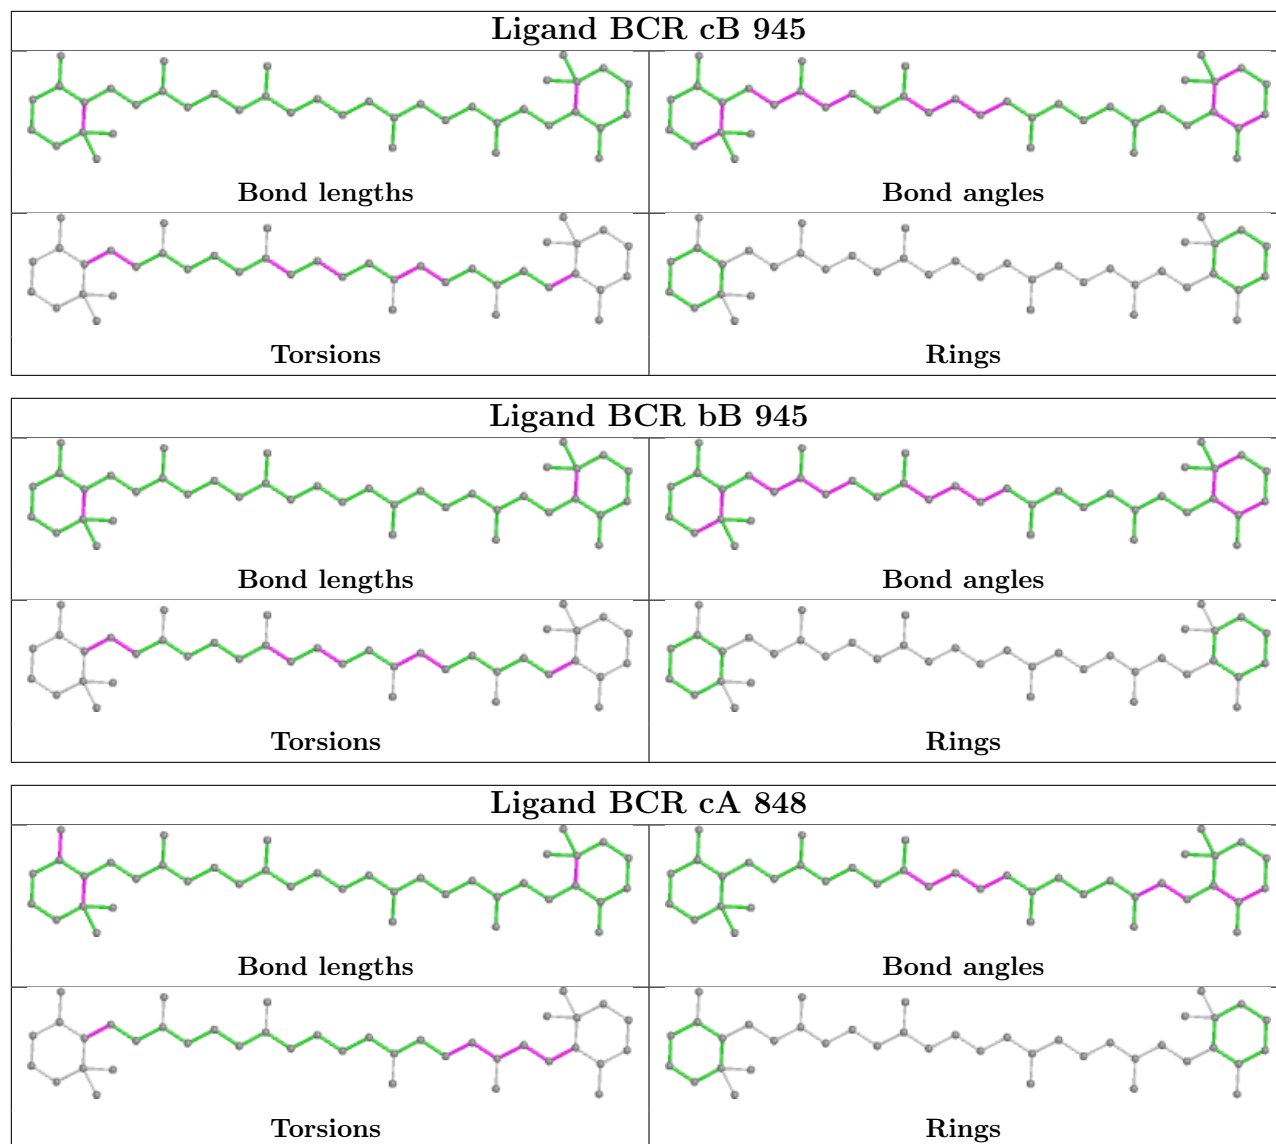 Ligand BCR cB 945
Bond lengths
Bond angles
Torsions
Rings
Ligand BCR bB 945
Bond lengths
Bond angles
Torsions
Rings
Ligand BCR cA 848
Bond lengths
Bond angles
Torsions
Rings